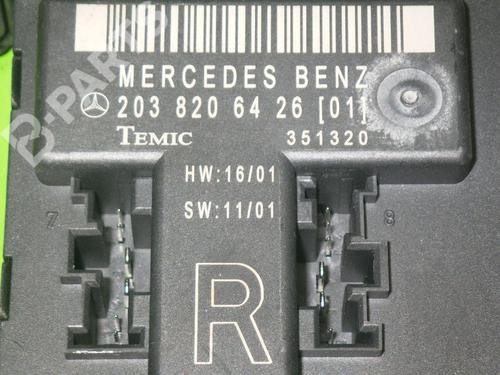 B-PARTS
MERCEDES BENZ
203 820 64 26 [01]
TEMIC 351320
HW:16/01
SW:11/01
7 8
R